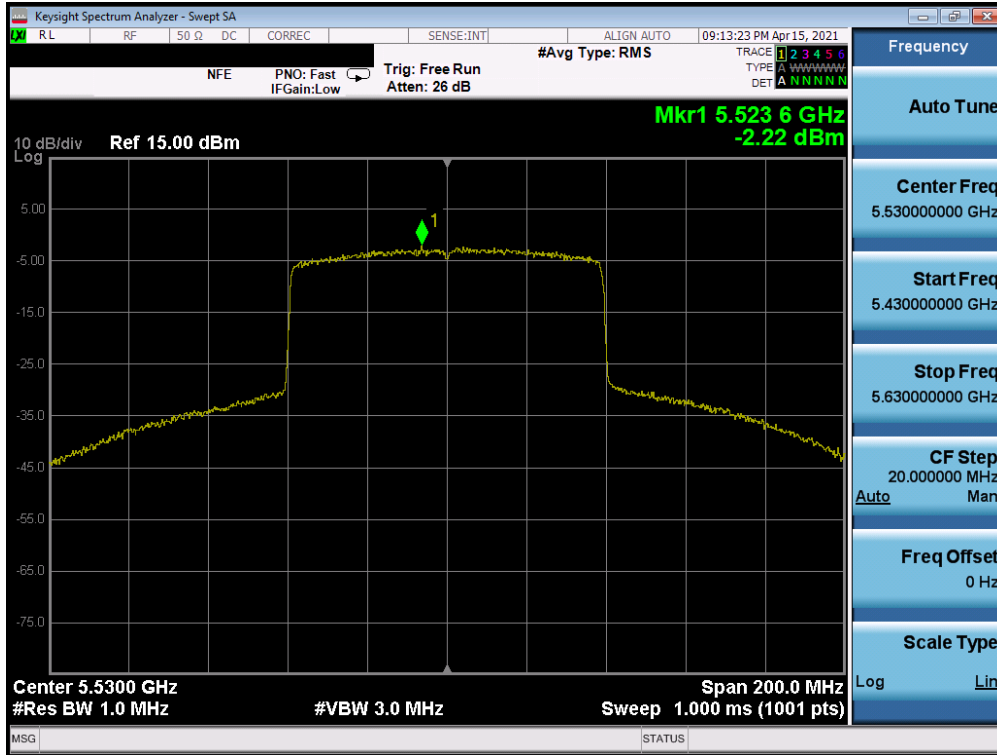 Keysight Spectrum Analyzer - Swept SA
LXI RL RF 50 Ω DC CORREC SENSE:INT ALIGN AUTO 09:13:23 PM Apr 15, 2021
NFE PNO: Fast Trig: Free Run #Avg Type: RMS TRACE 1 2 3 4 5 6
IFGain:Low Atten: 26 dB TYPE A WWWWW
DET A N N N N N
Mkr1 5.523 6 GHz
-2.22 dBm
10 dB/div Ref 15.00 dBm
Log
1
5.00
-5.00
-15.0
-25.0
-35.0
-45.0
-55.0
-65.0
-75.0
Center 5.5300 GHz Span 200.0 MHz
#Res BW 1.0 MHz #VBW 3.0 MHz Sweep 1.000 ms (1001 pts)
MSG STATUS
Frequency
Auto Tune
Center Freq
5.530000000 GHz
Start Freq
5.430000000 GHz
Stop Freq
5.630000000 GHz
CF Step
20.000000 MHz
Auto Man
Freq Offset
0 Hz
Scale Type
Log Lin